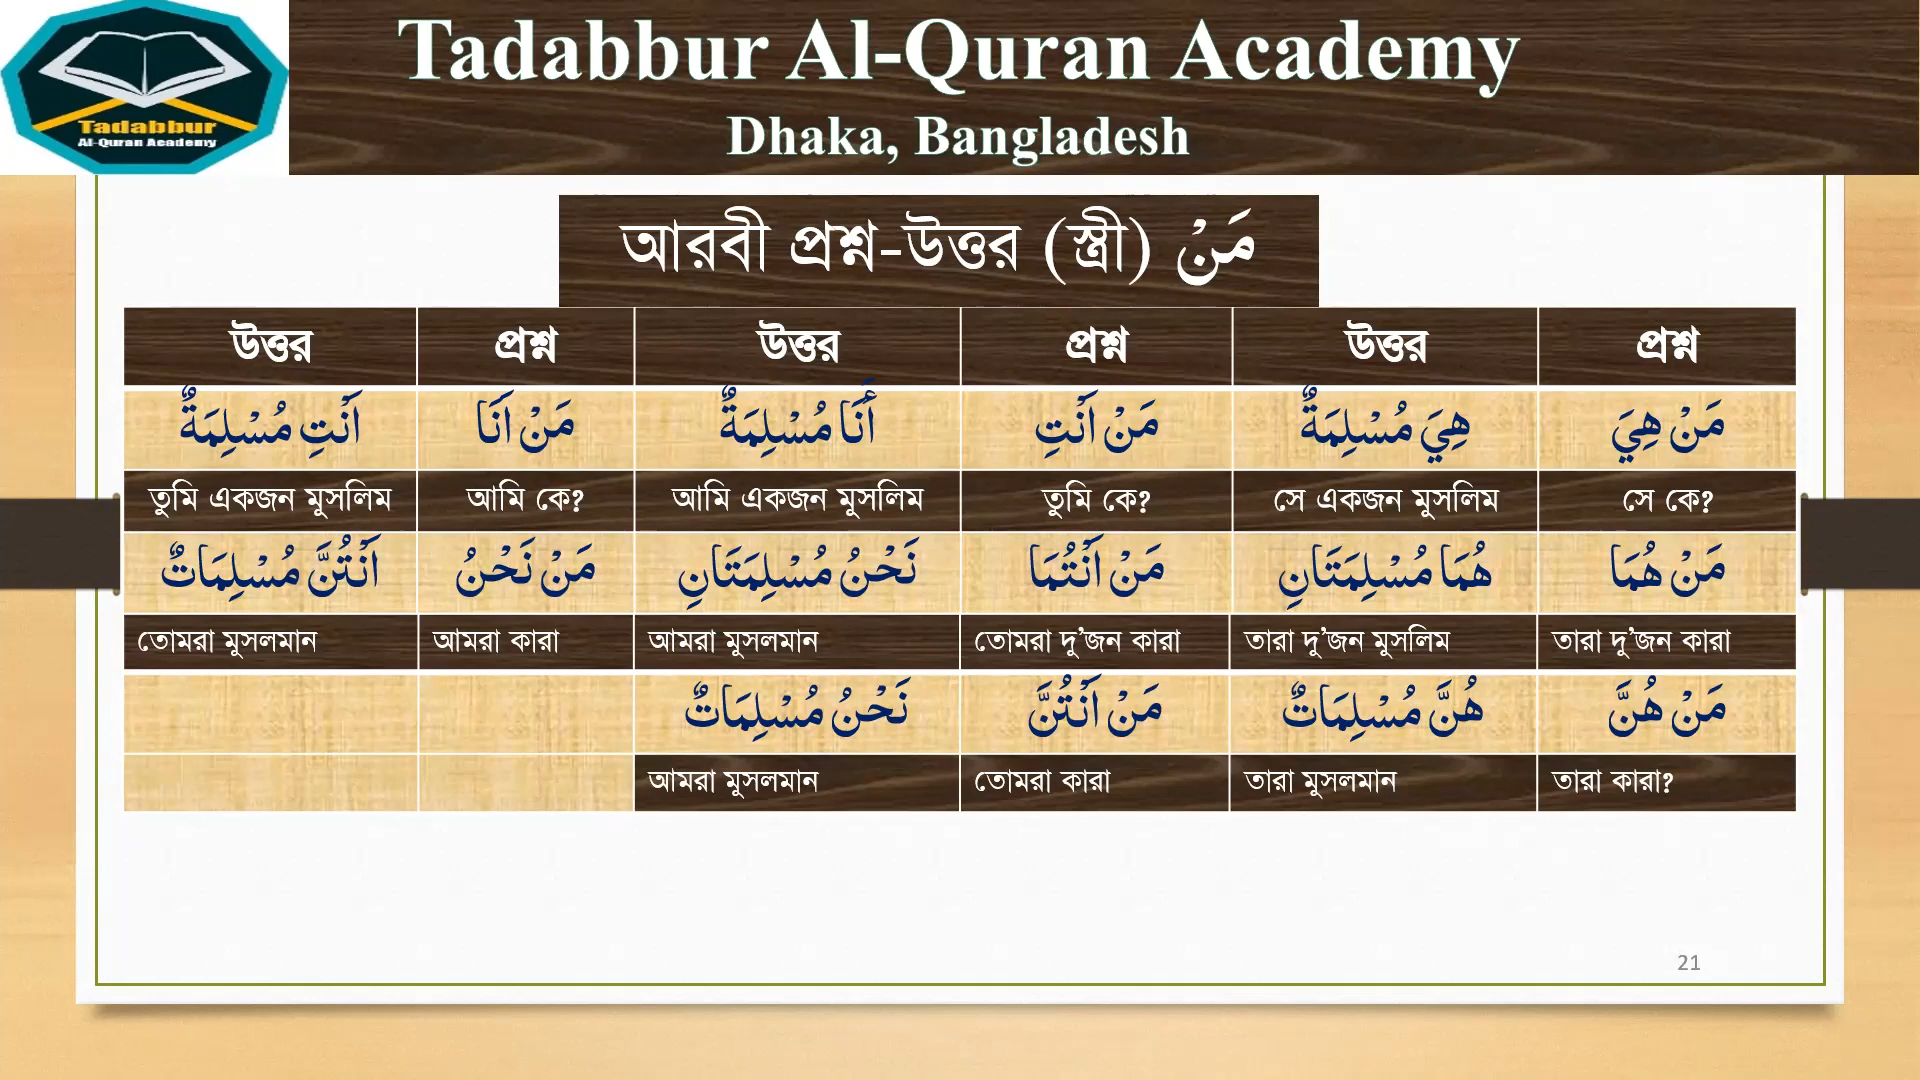 Tadabbur
Al-Quran Academy
Tadabbur Al-Quran Academy
Dhaka, Bangladesh
আরবী প্রশ্ন-উত্তর (স্ত্রী) مَنْ
উত্তর প্রশ্ন উত্তর প্রশ্ন উত্তর প্রশ্ন
اَنْتِ مُسْلِمَةٌ مَنْ اَنَا أَنَا مُسْلِمَةٌ مَنْ اَنْتِ هِيَ مُسْلِمَةٌ مَنْ هِيَ
তুমি একজন মুসলিম আমি কে? আমি একজন মুসলিম তুমি কে? সে একজন মুসলিম সে কে?
اَنْتُنَّ مُسْلِمَاتٌ مَنْ نَحْنُ نَحْنُ مُسْلِمَتَانِ مَنْ اَنْتُمَا هُمَا مُسْلِمَتَانِ مَنْ هُمَا
তোমরা মুসলমান আমরা কারা আমরা মুসলমান তোমরা দু’জন কারা তারা দু’জন মুসলিম তারা দু’জন কারা
نَحْنُ مُسْلِمَاتٌ مَنْ اَنْتُنَّ هُنَّ مُسْلِمَاتٌ مَنْ هُنَّ
আমরা মুসলমান তোমরা কারা তারা মুসলমান তারা কারা?
21